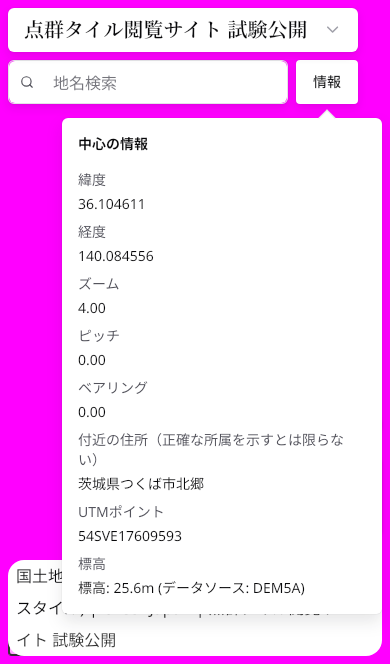 点群タイル閲覧サイト 試験公開
地名検索
情報
中心の情報
緯度
36.104611
経度
140.084556
ズーム
4.00
ピッチ
0.00
ベアリング
0.00
付近の住所（正確な所属を示すとは限らな
い）
茨城県つくば市北郷
UTMポイント
54SVE17609593
標高
標高: 25.6m (データソース: DEM5A)
国土地
スタイ
イト 試験公開